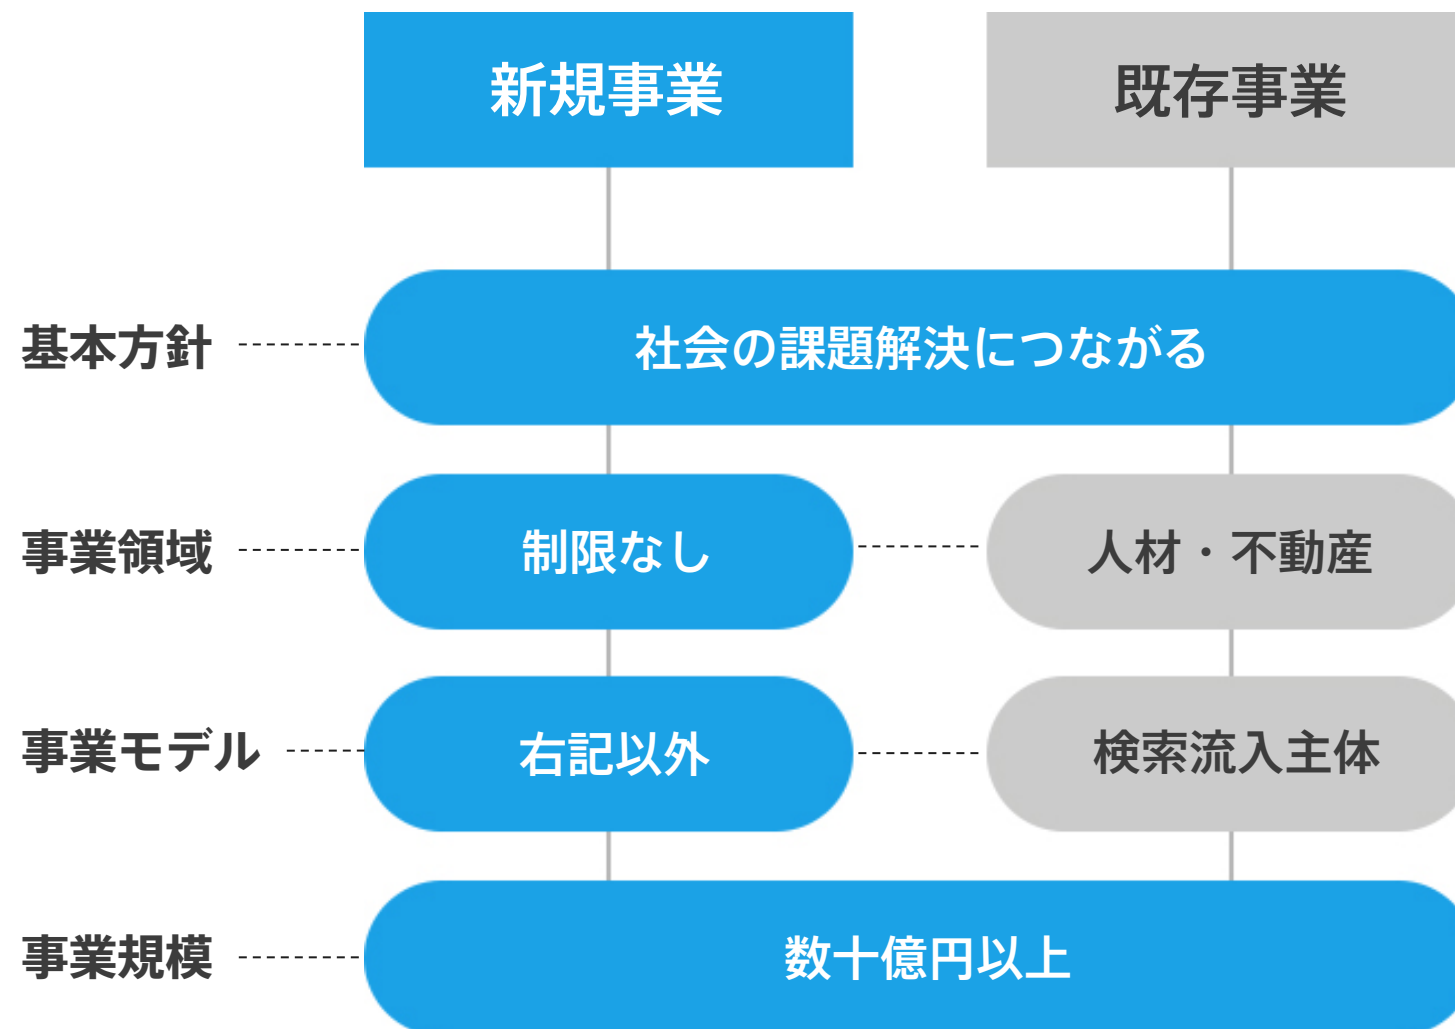 新規事業
既存事業
基本方針
社会の課題解決につながる
事業領域
制限なし
人材・不動産
事業モデル
右記以外
検索流入主体
事業規模
数十億円以上